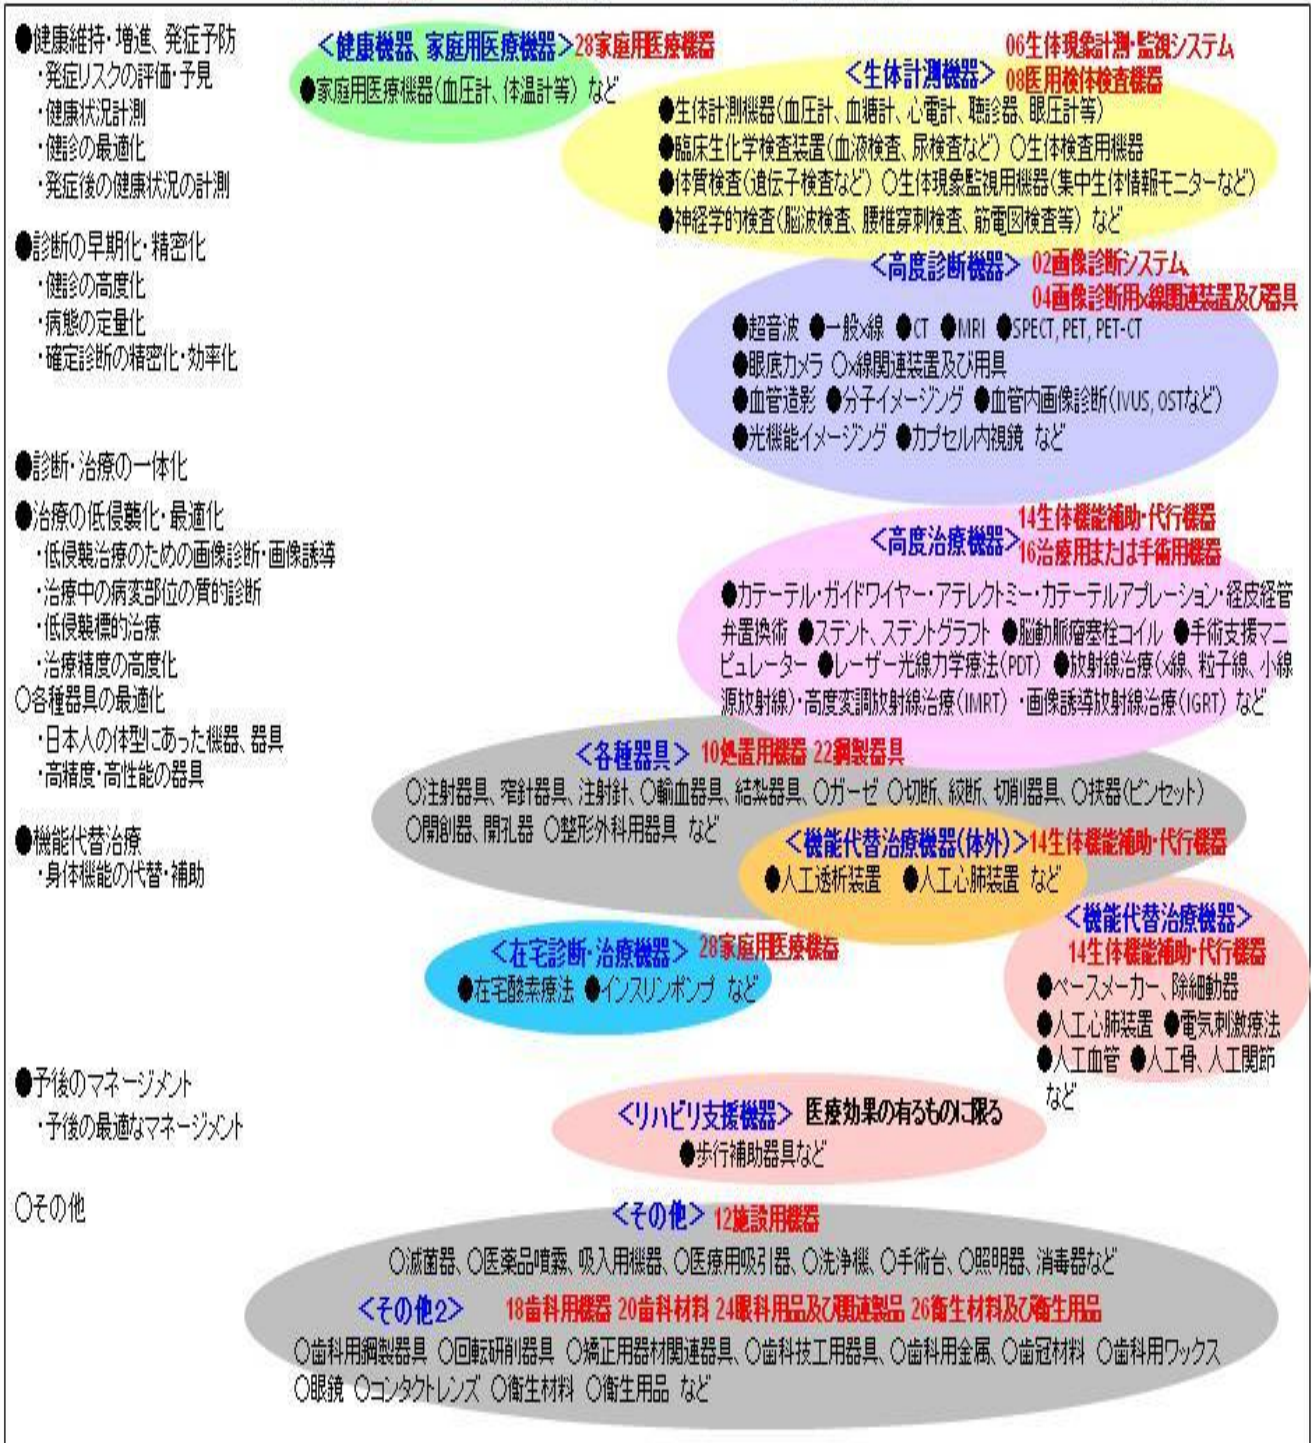 ●健康維持・増進、発症予防
・発症リスクの評価・予見
・健康状況計測
・健診の最適化
・発症後の健康状況の計測
●診断の早期化・精密化
・健診の高度化
・病態の定量化
・確定診断の精密化・効率化
●診断・治療の一体化
●治療の低侵襲化・最適化
・低侵襲治療のための画像診断・画像誘導
・治療中の病変部位の質的診断
・低侵襲標的治療
・治療精度の高度化
○各種器具の最適化
・日本人の体型にあった機器、器具
・高精度・高性能の器具
●機能代替治療
・身体機能の代替・補助
●予後のマネージメント
・予後の最適なマネージメント
○その他
<健康機器、家庭用医療機器>28家庭用医療機器
●家庭用医療機器(血圧計、体温計等) など
06生体現象計測・監視システム
<生体計測機器>08医用検体検査機器
●生体計測機器(血圧計、血糖計、心電計、聴診器、眼圧計等)
●臨床生化学検査装置(血液検査、尿検査など) ○生体検査用機器
●体質検査(遺伝子検査など) ○生体現象監視用機器(集中生体情報モニターなど)
●神経学的検査(脳波検査、腰椎穿刺検査、筋電図検査等) など
<高度診断機器> 02画像診断システム
04画像診断用x線関連装置及び器具
●超音波 ●一般x線 ●CT ●MRI ●SPECT, PET, PET-CT
●眼底カメラ ○x線関連装置及び用具
●血管造影 ●分子イメージング ●血管内画像診断(IVUS, OSTなど)
●光機能イメージング ●カプセル内視鏡 など
14生体機能補助・代行機器
<高度治療機器>16治療用または手術用機器
●カテーテル・ガイドワイヤー・アテレクトミー・カテーテルアブレーション・経皮経管
弁置換術 ●ステント、ステントグラフト ●脳動脈瘤塞栓コイル ●手術支援マニ
ピュレーター ●レーザー光線力学療法(PDT) ●放射線治療(x線、粒子線、小線
源放射線)・高度変調放射線治療(IMRT) ・画像誘導放射線治療(IGRT) など
<各種器具> 10処置用機器 22鋼製器具
○注射器具、穿針器具、注射針、○輸血器具、結紮器具、○ガーゼ ○切断、絞断、切削器具、○挟器(ピンセット)
○開創器、開孔器 ○整形外科用器具 など
<機能代替治療機器(体外)>14生体機能補助・代行機器
●人工透析装置 ●人工心肺装置 など
<在宅診断・治療機器> 28家庭用医療機器
●在宅酸素療法 ●インスリンポンプ など
<機能代替治療機器>
14生体機能補助・代行機器
●ペースメーカー、除細動器
●人工心肺装置 ●電気刺激療法
●人工血管 ●人工骨、人工関節
など
<リハビリ支援機器> 医療効果の有るものに限る
●歩行補助器具など
<その他> 12施設用機器
○滅菌器、○医薬品噴霧、吸入用機器、○医療用吸引器、○洗浄機、○手術台、○照明器、消毒器など
<その他2> 18歯科用機器 20歯科材料 24眼科用品及び関連製品 26衛生材料及び衛生用品
○歯科用鋼製器具 ○回転研削器具 ○矯正用器材関連器具、○歯科技工用器具、○歯科用金属、○歯冠材料 ○歯科用ワックス
○眼鏡 ○コンタクトレンズ ○衛生材料 ○衛生用品 など